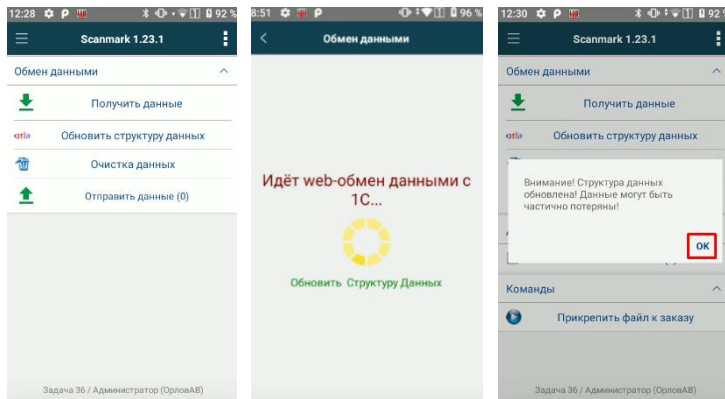 12:28 P 92 %
Scanmark 1.23.1
Обмен данными
Получить данные
Обновить структуру данных
Очистка данных
Отправить данные (0)
Задача 36 / Администратор (ОрловАВ)
8:51 P 96 %
Обмен данными
Идёт web-обмен данными с
1С...
Обновить Структуру Данных
12:30 P 92
Scanmark 1.23.1
Обмен данными
Получить данные
Обновить структуру данных
Внимание! Структура данных
обновлена! Данные могут быть
частично потеряны!
ОК
Команды
Прикрепить файл к заказу
Задача 36 / Администратор (ОрловАВ)